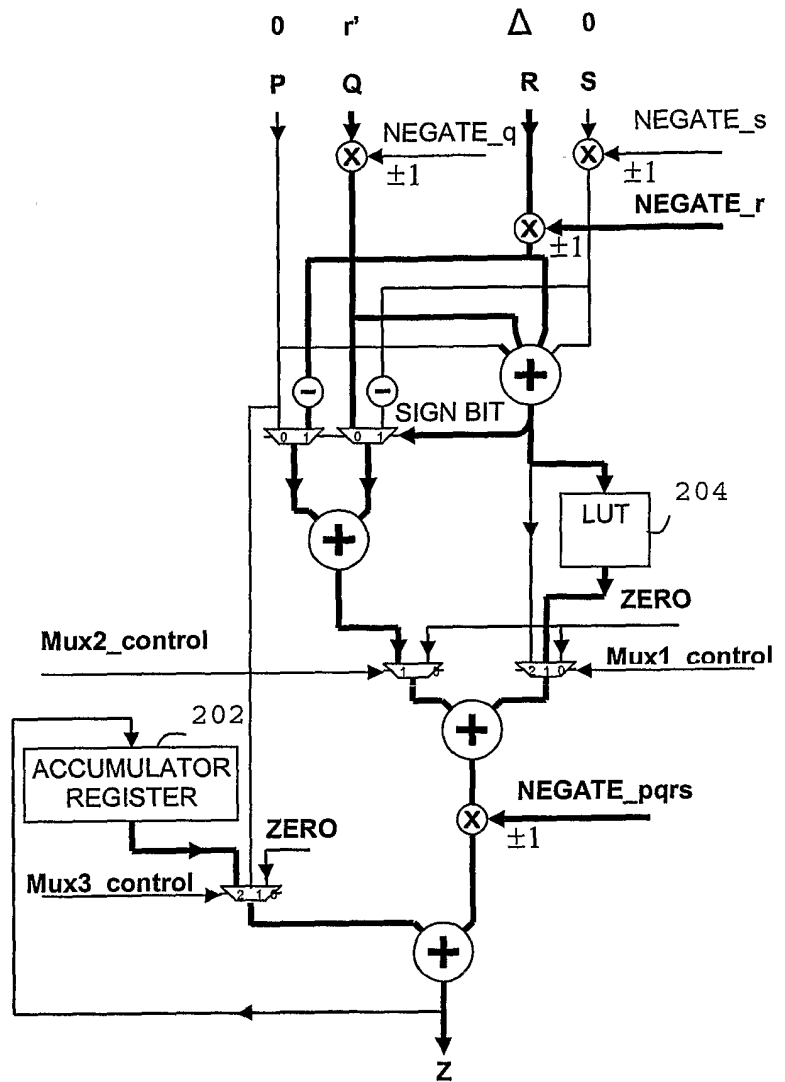 0 r' Δ 0
P Q R S
NEGATE_q
NEGATE_s
±1
±1
NEGATE_r
±1
X
X
X
+
-
-
SIGN BIT
0 1
0 1
LUT
204
+
ZERO
Mux2_control
1 0
2 1 0
Mux1_control
202
+
ACCUMULATOR
REGISTER
NEGATE_pqrs
X
±1
ZERO
Mux3_control
2 1 0
+
Z